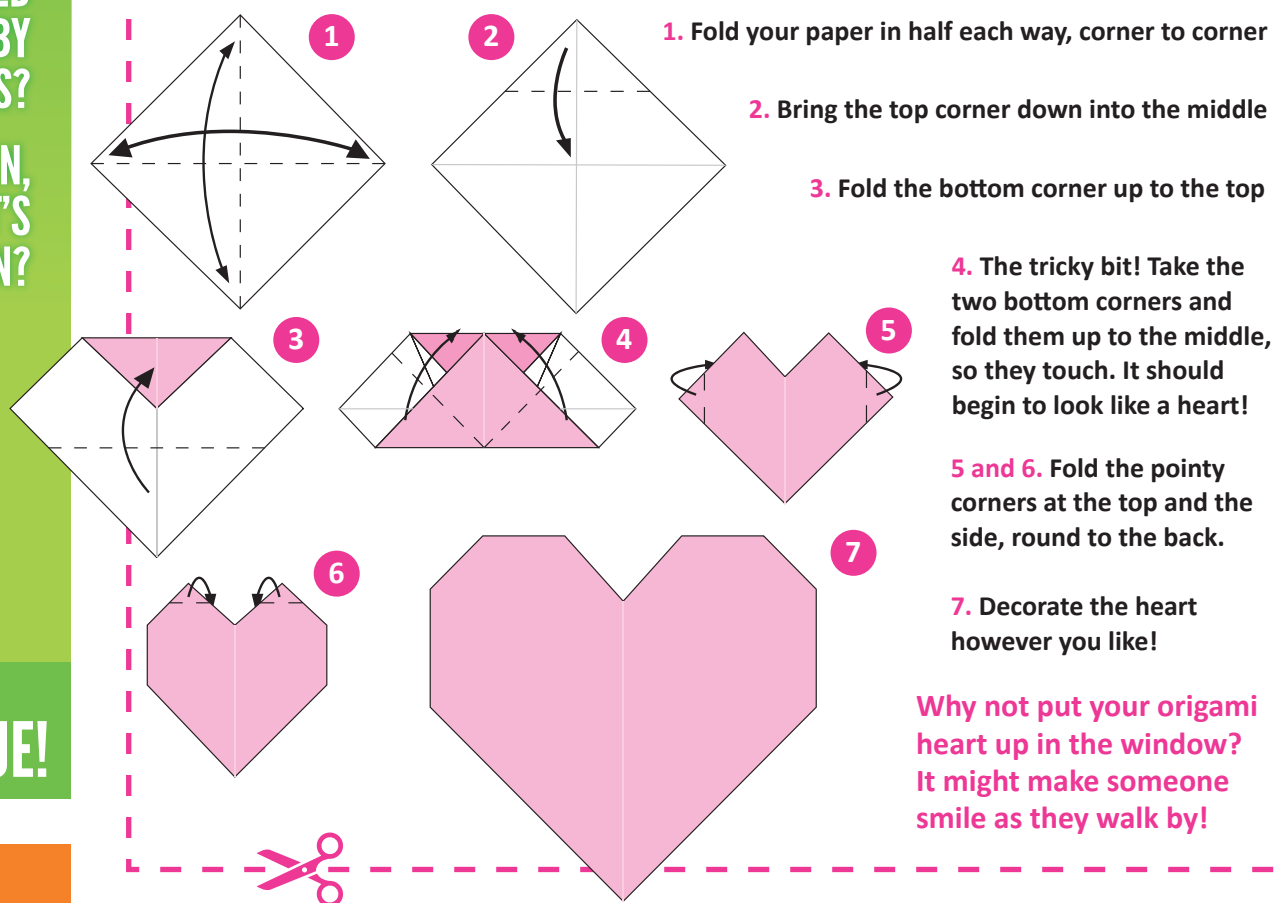 ED
BY
S?
N,
'S
N?
UE!
1
2
1. Fold your paper in half each way, corner to corner
2. Bring the top corner down into the middle
3. Fold the bottom corner up to the top
3
4
5
4. The tricky bit! Take the
two bottom corners and
fold them up to the middle,
so they touch. It should
begin to look like a heart!
5 and 6. Fold the pointy
corners at the top and the
side, round to the back.
6
7
7. Decorate the heart
however you like!
Why not put your origami
heart up in the window?
It might make someone
smile as they walk by!